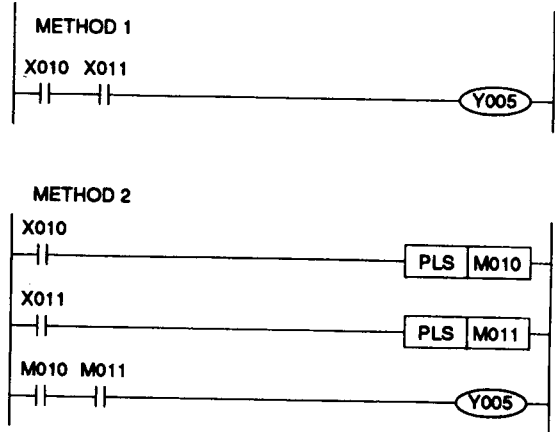 METHOD 1
X010 X011
Y005
METHOD 2
X010
PLS M010
X011
PLS M011
M010 M011
Y005